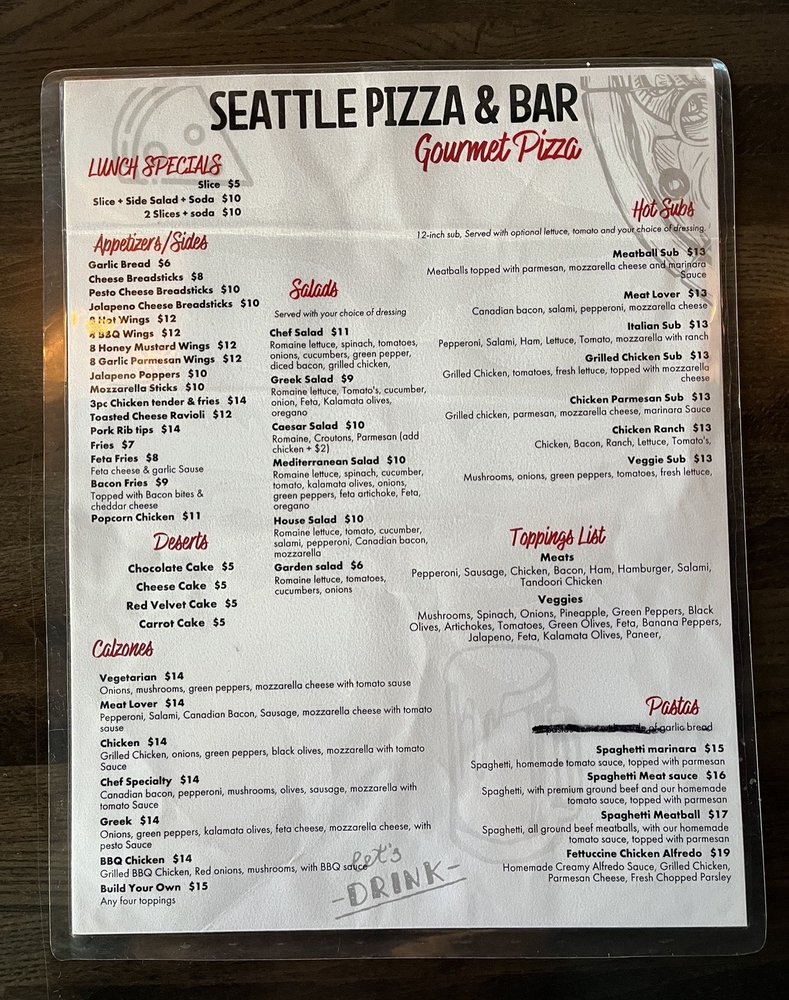 SEATTLE PIZZA & BAR
Gourmet Pizza
LUNCH SPECIALS
Slice $5
Slice + Side Salad + Soda $10
2 Slices + soda $10
Appetizers/Sides
Garlic Bread $6
Cheese Breadsticks $8
Pesto Cheese Breadsticks $10
Jalapeno Cheese Breadsticks $10
8 Hot Wings $12
BBQ Wings $12
8 Honey Mustard Wings $12
8 Garlic Parmesan Wings $12
Jalapeno Poppers $10
Mozzarella Sticks $10
3pc Chicken tender & fries $14
Toasted Cheese Ravioli $12
Pork Rib tips $14
Fries $7
Feta Fries $8
Feta cheese & garlic Sause
Bacon Fries $9
Topped with Bacon bites &
cheddar cheese
Popcorn Chicken $11
Deserts
Chocolate Cake $5
Cheese Cake $5
Red Velvet Cake $5
Carrot Cake $5
Salads
Served with your choice of dressing
Chef Salad $11
Romaine lettuce, spinach, tomatoes,
onions, cucumbers, green pepper,
diced bacon, grilled chicken,
Greek Salad $9
Romaine lettuce, Tomato's, cucumber,
onion, Feta, Kalamata olives,
oregano
Caesar Salad $10
Romaine, Croutons, Parmesan (add
chicken + $2)
Mediterranean Salad $10
Romaine lettuce, spinach, cucumber,
tomato, kalamata olives, onions,
green peppers, feta artichoke, Feta,
oregano
House Salad $10
Romaine lettuce, tomato, cucumber,
salami, pepperoni, Canadian bacon,
mozzarella
Garden salad $6
Romaine lettuce, tomatoes,
cucumbers, onions
Hot Subs
12-inch sub, Served with optional lettuce, tomato and your choice of dressing.
Meatball Sub $13
Meatballs topped with parmesan, mozzarella cheese and marinara
Sauce
Meat Lover $13
Canadian bacon, salami, pepperoni, mozzarella cheese
Italian Sub $13
Pepperoni, Salami, Ham, Lettuce, Tomato, mozzarella with ranch
Grilled Chicken Sub $13
Grilled Chicken, tomatoes, fresh lettuce, topped with mozzarella
cheese
Chicken Parmesan Sub $13
Grilled chicken, parmesan, mozzarella cheese, marinara Sauce
Chicken Ranch $13
Chicken, Bacon, Ranch, Lettuce, Tomato's,
Veggie Sub $13
Mushrooms, onions, green peppers, tomatoes, fresh lettuce,
Toppings List
Meats
Pepperoni, Sausage, Chicken, Bacon, Ham, Hamburger, Salami,
Tandoori Chicken
Veggies
Mushrooms, Spinach, Onions, Pineapple, Green Peppers, Black
Olives, Artichokes, Tomatoes, Green Olives, Feta, Banana Peppers,
Jalapeno, Feta, Kalamata Olives, Paneer,
Calzones
Vegetarian $14
Onions, mushrooms, green peppers, mozzarella cheese with tomato sause
Meat Lover $14
Pepperoni, Salami, Canadian Bacon, Sausage, mozzarella cheese with tomato
sause
Chicken $14
Grilled Chicken, onions, green peppers, black olives, mozzarella with tomato
Sauce
Chef Specialty $14
Canadian bacon, pepperoni, mushrooms, olives, sausage, mozzarella with
tomato Sauce
Greek $14
Onions, green peppers, kalamata olives, feta cheese, mozzarella cheese, with
pesto Sauce
BBQ Chicken $14
Grilled BBQ Chicken, Red onions, mushrooms, with BBQ sauce
Build Your Own $15
Any four toppings
Let's
-DRINK-
Pastas
of garlic bread
Spaghetti marinara $15
Spaghetti, homemade tomato sauce, topped with parmesan
Spaghetti Meat sauce $16
Spaghetti, with premium ground beef and our homemade
tomato sauce, topped with parmesan
Spaghetti Meatball $17
Spaghetti, all ground beef meatballs, with our homemade
tomato sauce, topped with parmesan
Fettuccine Chicken Alfredo $19
Homemade Creamy Alfredo Sauce, Grilled Chicken,
Parmesan Cheese, Fresh Chopped Parsley